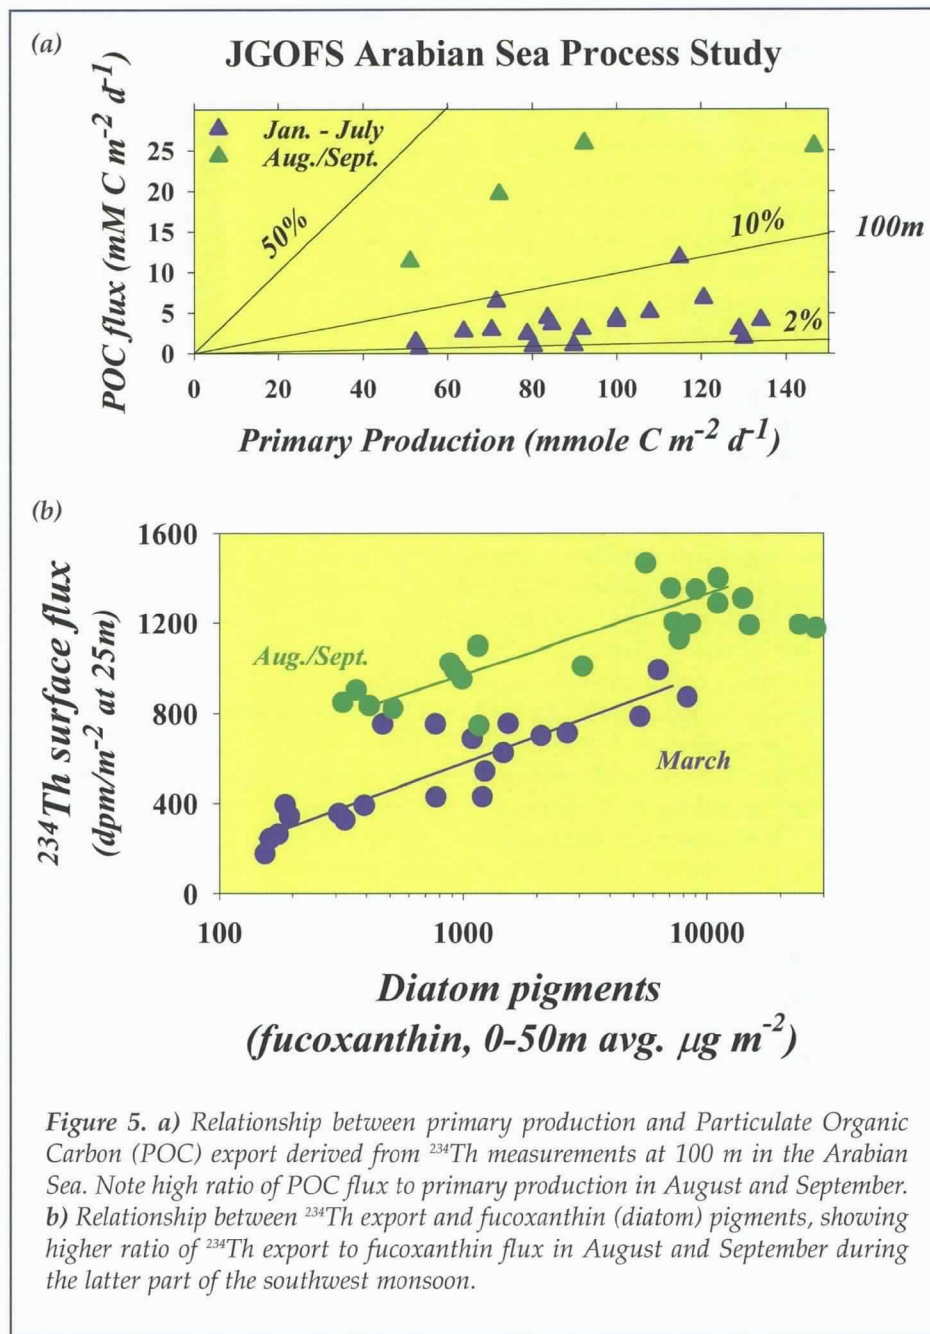 (a)
JGOFS Arabian Sea Process Study
POC flux (mM C m⁻² d⁻¹)
25
20
15
10
5
0
Jan. - July
Aug./Sept.
50%
10%
2%
100m
0 20 40 60 80 100 120 140
Primary Production (mmole C m⁻² d⁻¹)
(b)
²³⁴Th surface flux
(dpm/m⁻² at 25m)
1600
1200
800
400
0
Aug./Sept.
March
100 1000 10000
Diatom pigments
(fucoxanthin, 0-50m avg. μg m⁻²)
Figure 5. a) Relationship between primary production and Particulate Organic
Carbon (POC) export derived from ²³⁴Th measurements at 100 m in the Arabian
Sea. Note high ratio of POC flux to primary production in August and September.
b) Relationship between ²³⁴Th export and fucoxanthin (diatom) pigments, showing
higher ratio of ²³⁴Th export to fucoxanthin flux in August and September during
the latter part of the southwest monsoon.